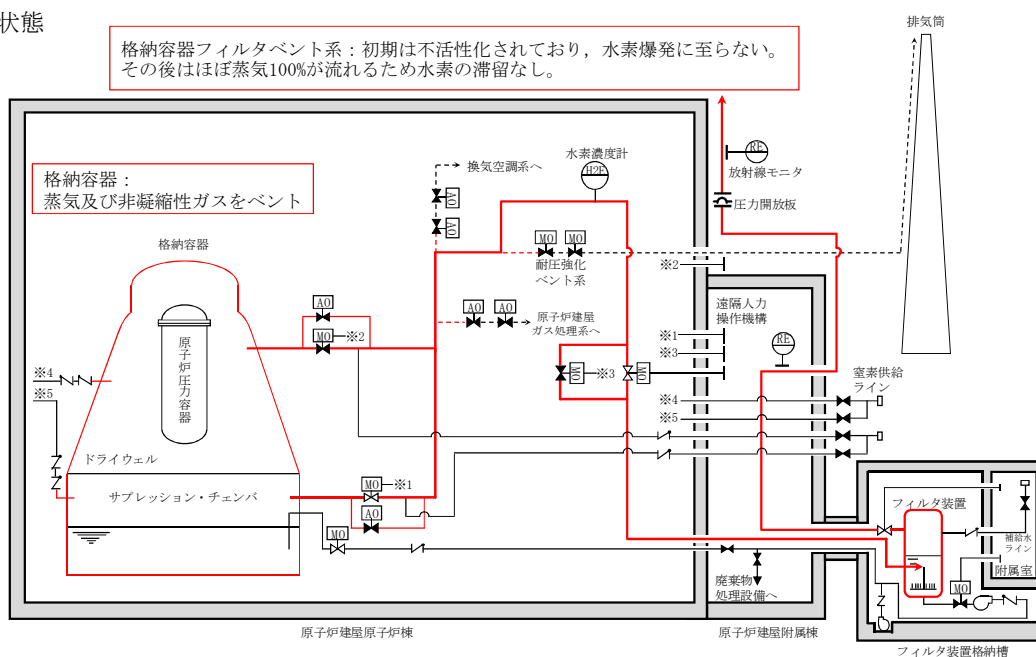 状態
格納容器フィルタベント系：初期は不活性化されており，水素爆発に至らない。
その後はほぼ蒸気100%が流れるため水素の滞留なし。
排気筒
格納容器：
蒸気及び非凝縮性ガスをベント
換気空調系へ
水素濃度計
H2E
RE
放射線モニタ
圧力開放板
AO
AO
格納容器
MO
MO
耐圧強化
ベント系
※2
AO
MO
※2
AO
AO
原子炉建屋
ガス処理系へ
遠隔人力
操作機構
※1
※3
RE
原子炉圧力容器
MO
※3
MO
※4
※5
※4
※5
窒素供給
ライン
ドライウェル
サプレッション・チェンバ
MO
※1
AO
MO
フィルタ装置
補給水
ライン
附属室
MO
廃棄物
処理設備へ
原子炉建屋原子炉棟
原子炉建屋附属棟
フィルタ装置格納槽